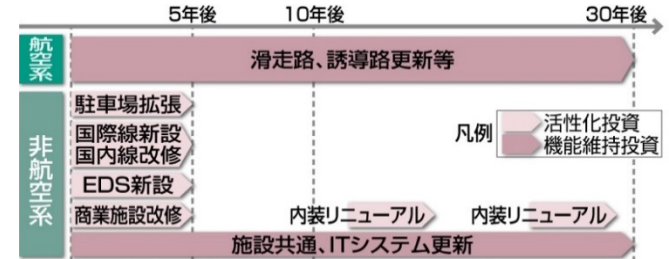 5年後 10年後 30年後
航空系
滑走路、誘導路更新等
非航空系
駐車場拡張
国際線新設
国内線改修
EDS新設
商業施設改修
内装リニューアル 内装リニューアル
施設共通、ITシステム更新
凡例
活性化投資
機能維持投資